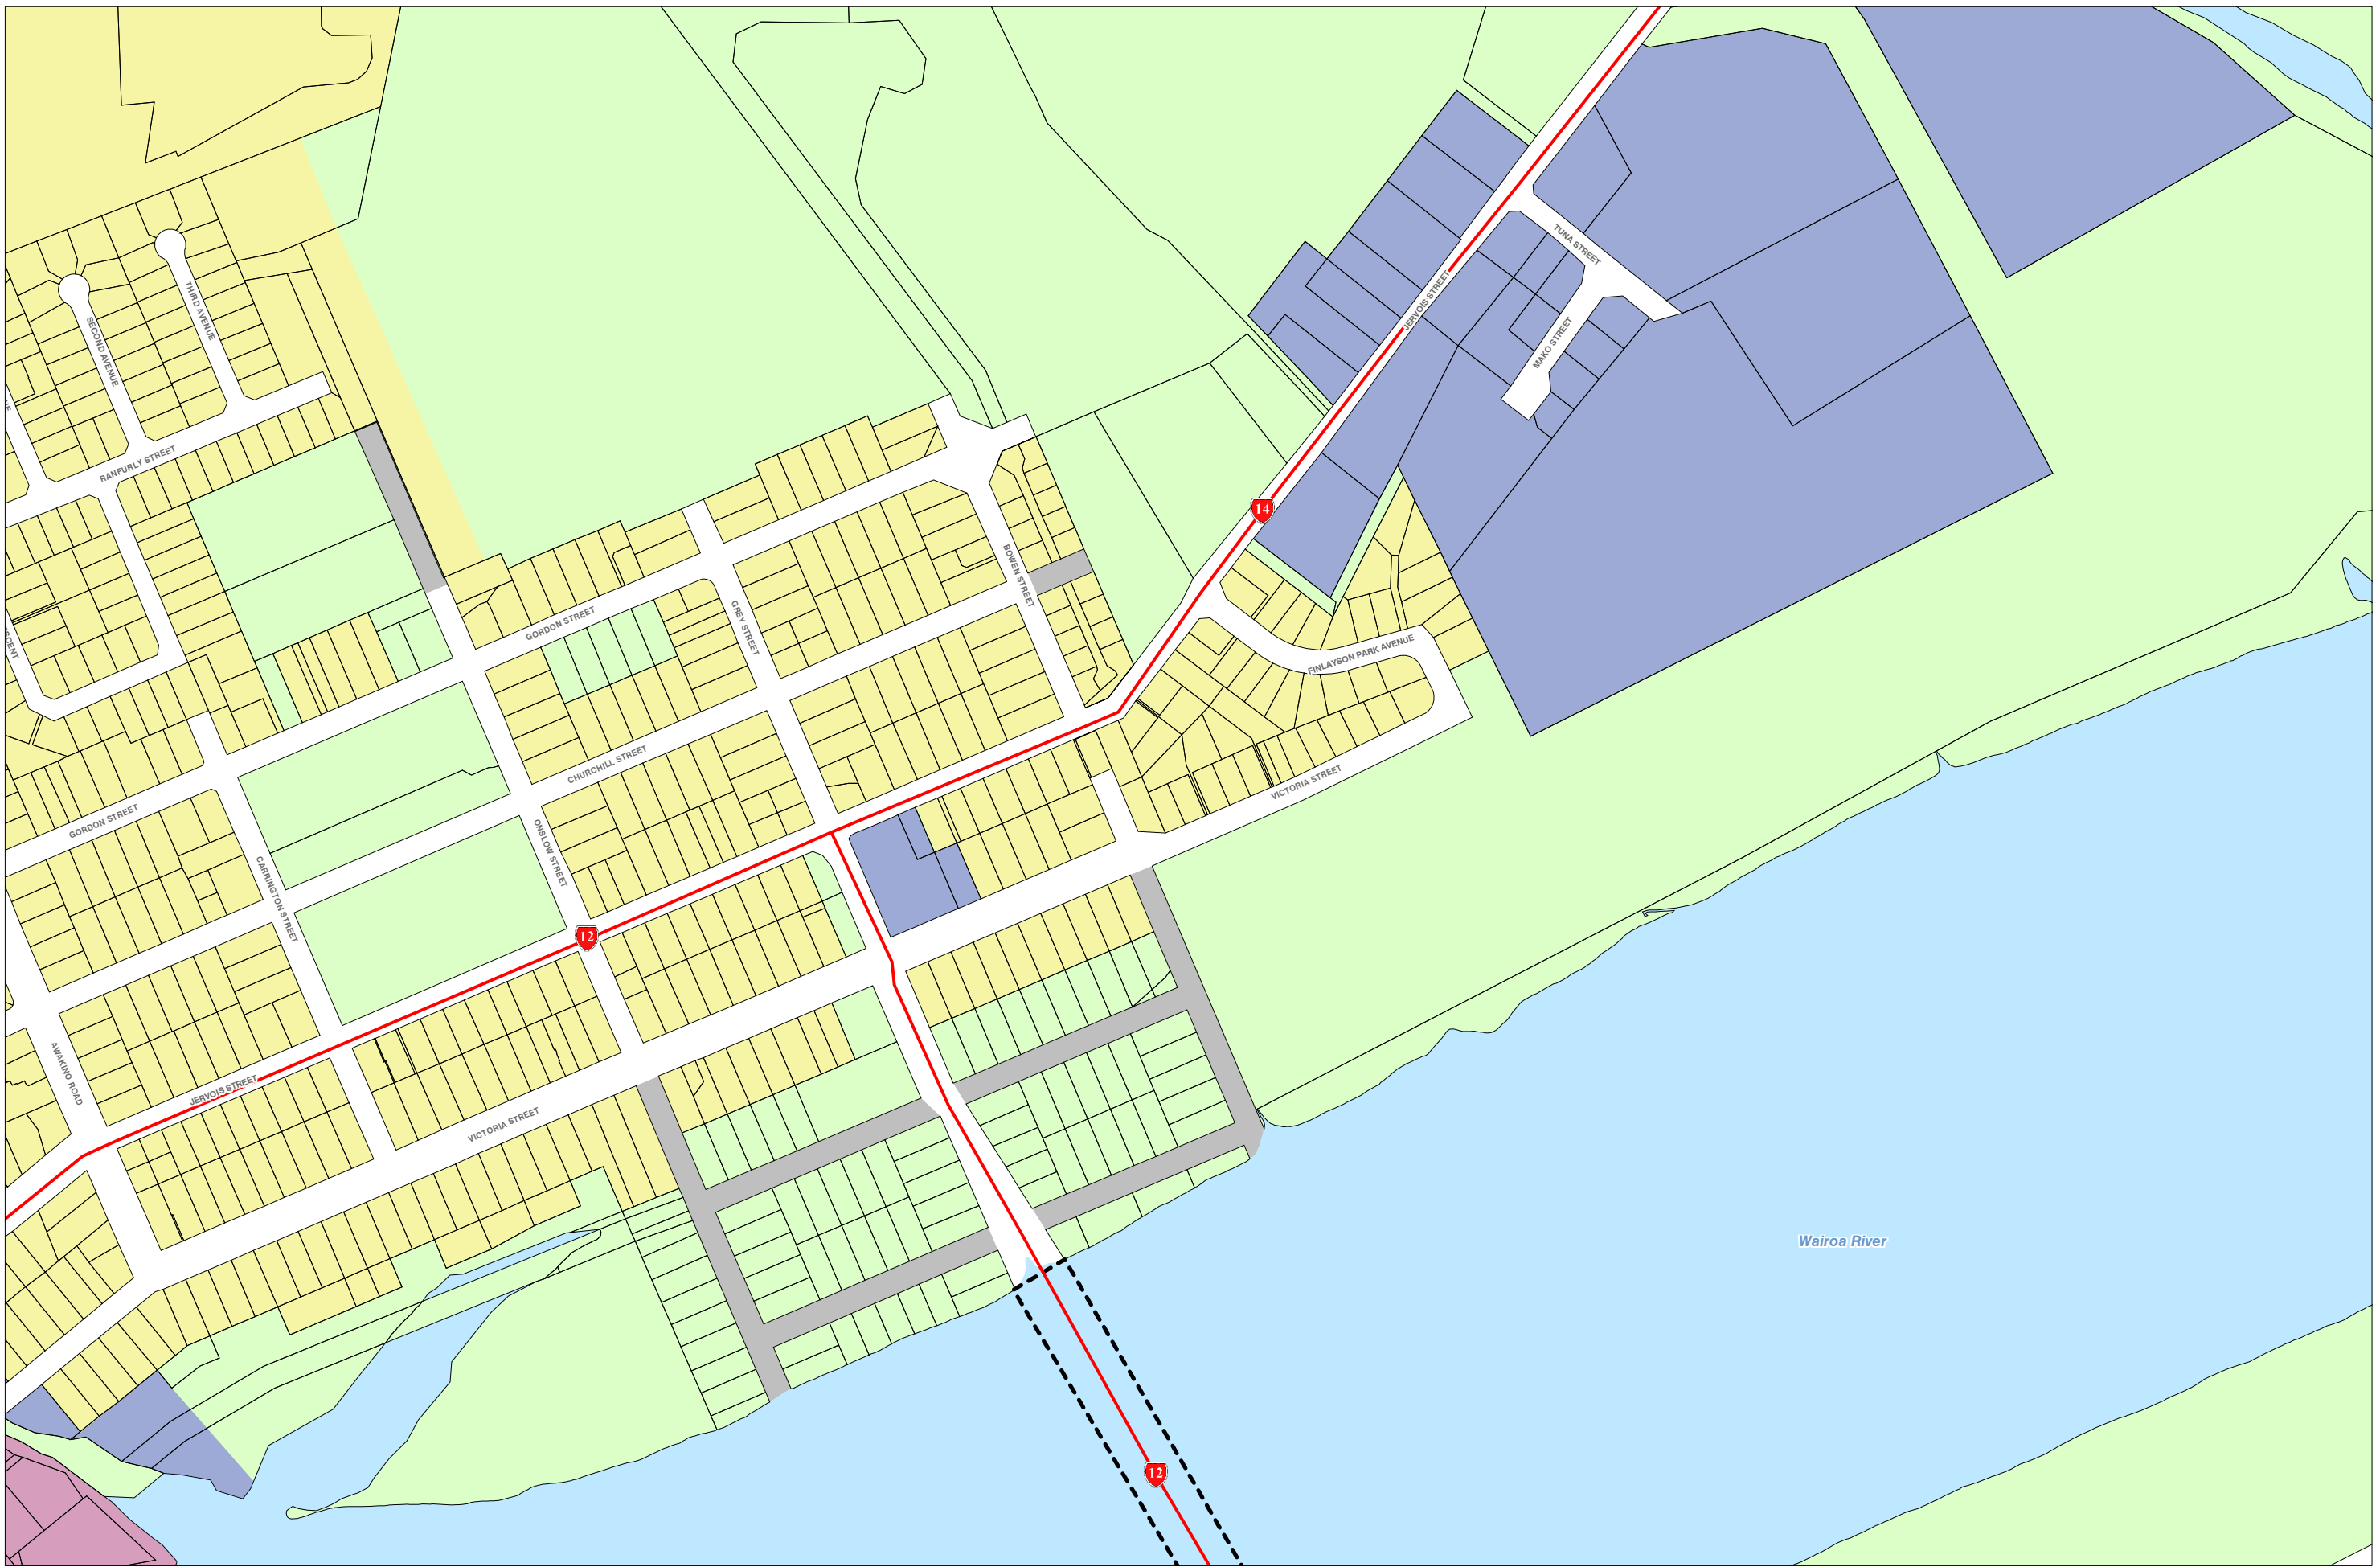 TUNA STREET
JERVOIS STREET
THIRD AVENUE
SECOND AVENUE
MAKO STREET
RANFURLY STREET
14
BOWEN STREET
GORDON STREET
GREY STREET
FINLAYSON PARK AVENUE
CHURCHILL STREET
VICTORIA STREET
GORDON STREET
ONSLOW STREET
CARRINGTON STREET
12
AWAKINO ROAD
JERVOIS STREET
VICTORIA STREET
Wairoa River
12